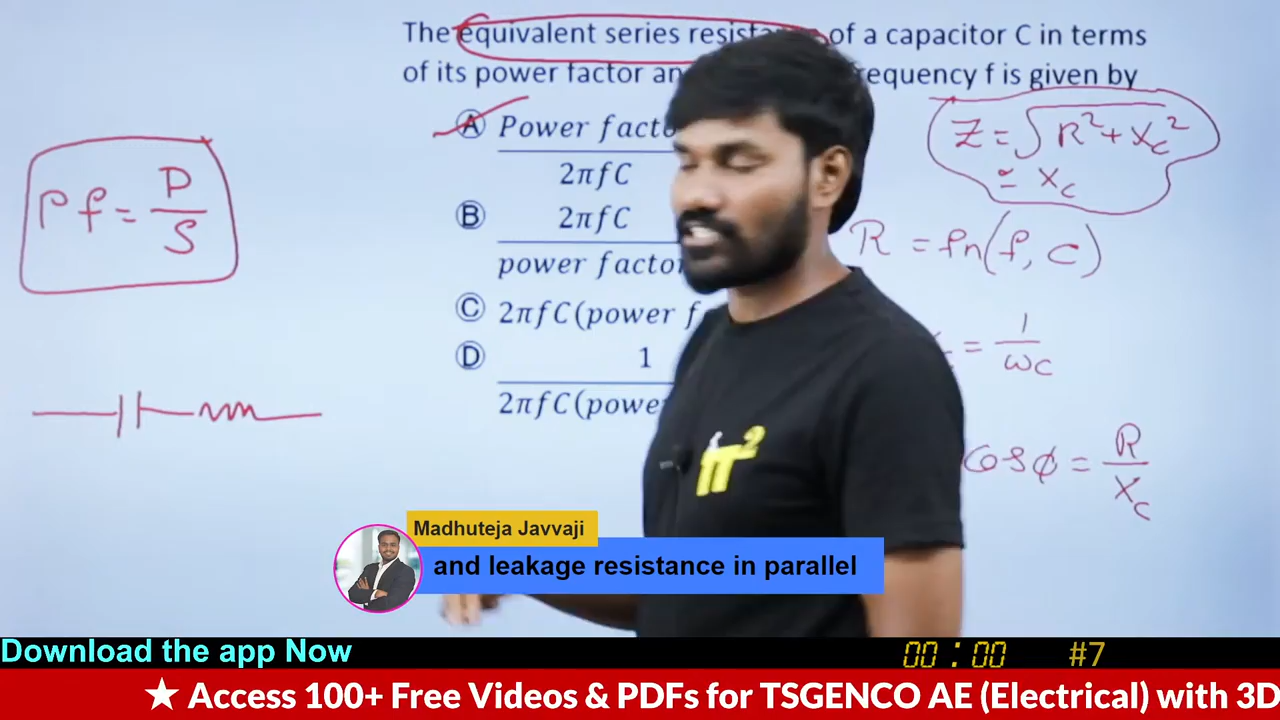 The equivalent series resistance of a capacitor C in terms
of its power factor an requency f is given by
Ⓐ Power facto
2πfC
Ⓑ 2πfC
power factor
Ⓒ 2πfC(power f
Ⓓ 1
2πfC(powe
Pf = P/S
Z = √R² + Xc²
≃ Xc
R = fn(f, C)
= 1/ωC
cosϕ = R/Xc
π²
Madhuteja Javvaji
and leakage resistance in parallel
Download the app Now
00:00 #7
★ Access 100+ Free Videos & PDFs for TSGENCO AE (Electrical) with 3D